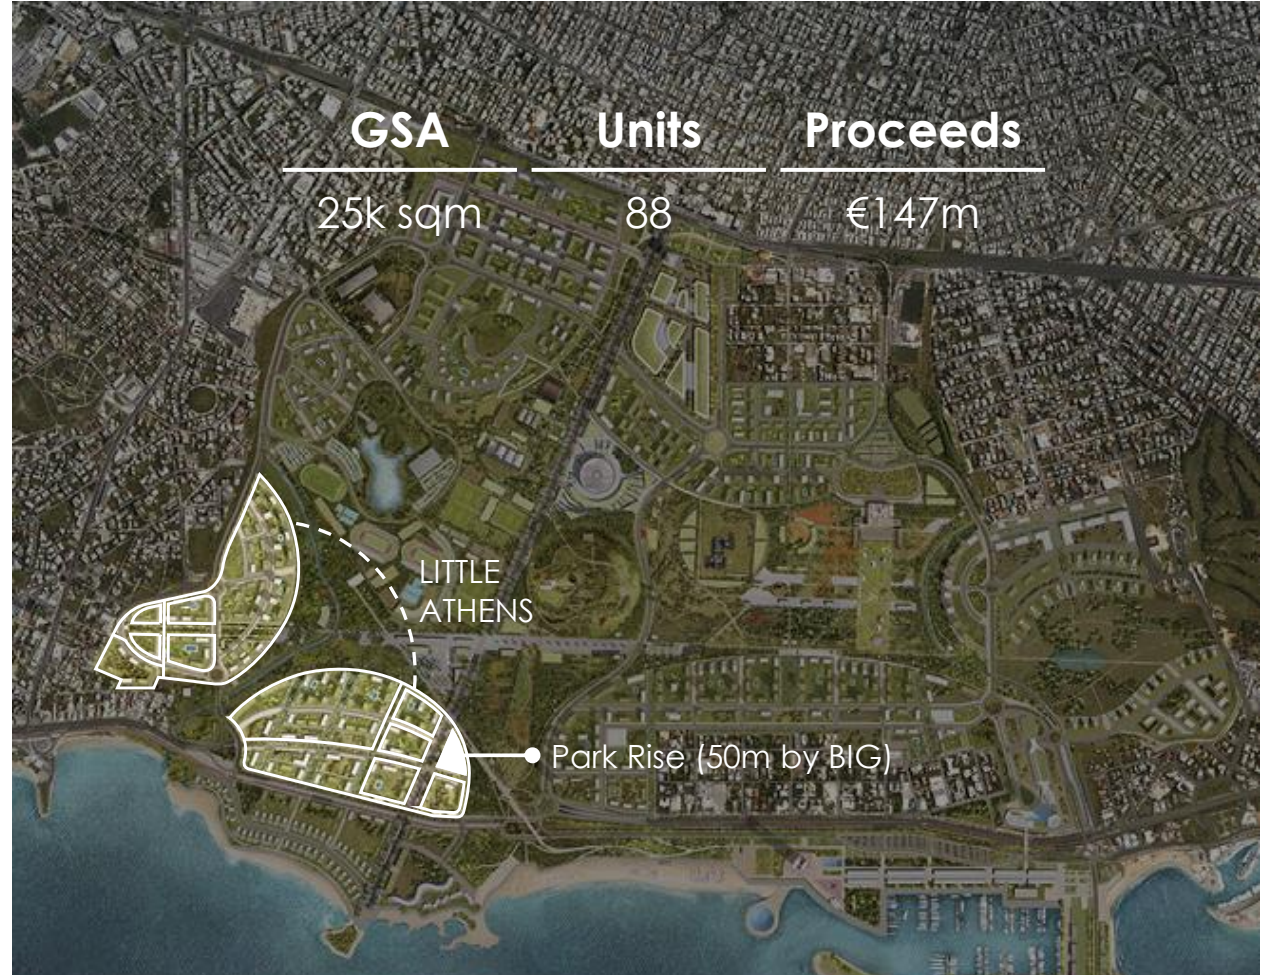 GSA Units Proceeds
25k sqm 88 €147m
LITTLE
ATHENS
Park Rise (50m by BIG)